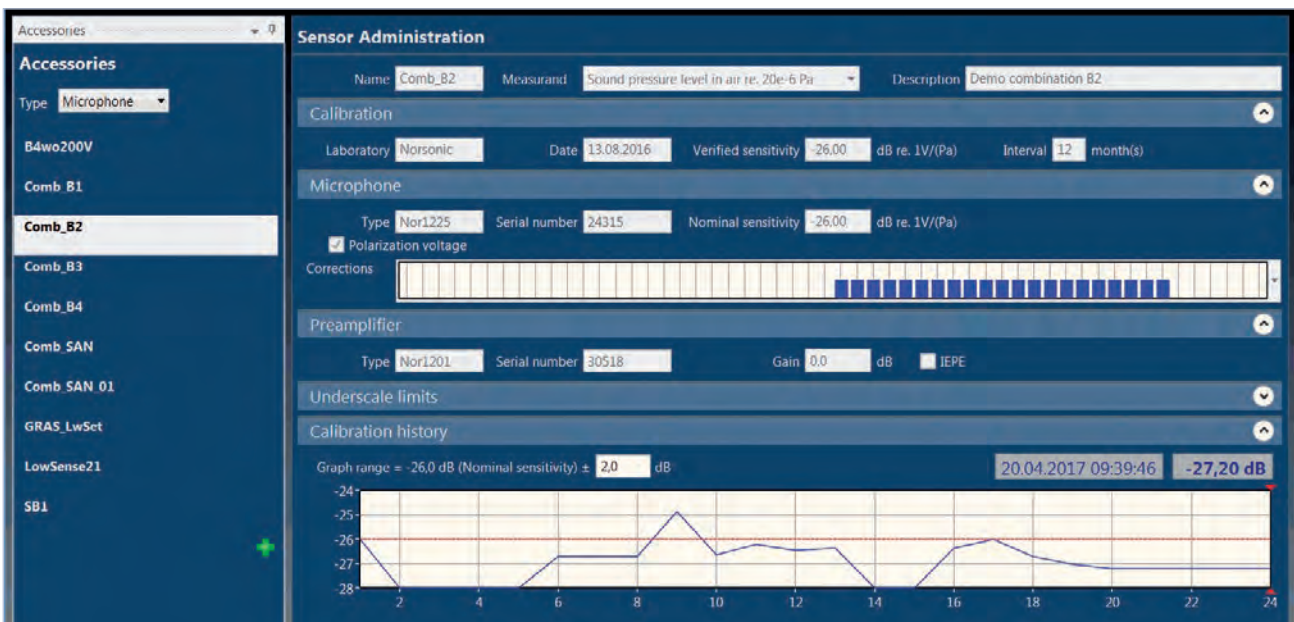 Accessories
Accessories
Type Microphone
B4wo200V
Comb_B1
Comb_B2
Comb_B3
Comb_B4
Comb_SAN
Comb_SAN_01
GRAS_LwSet
LowSense21
SB1
Sensor Administration
Name Comb_B2 Measurand Sound pressure level in air re. 20e-6 Pa Description Demo combination B2
Calibration
Laboratory Norsonic Date 13.08.2016 Verified sensitivity -26.00 dB re. 1V/(Pa) Interval 12 month(s)
Microphone
Type Nor1225 Serial number 24315 Nominal sensitivity -26.00 dB re. 1V/(Pa)
Polarization voltage
Corrections
Preamplifier
Type Nor1201 Serial number 30518 Gain 0.0 dB IEPE
Underscale limits
Calibration history
Graph range = -26,0 dB (Nominal sensitivity) ± 2,0 dB 20.04.2017 09:39:46 -27,20 dB
-24
-25
-26
-27
-28
2 4 6 8 10 12 14 16 18 20 22 24